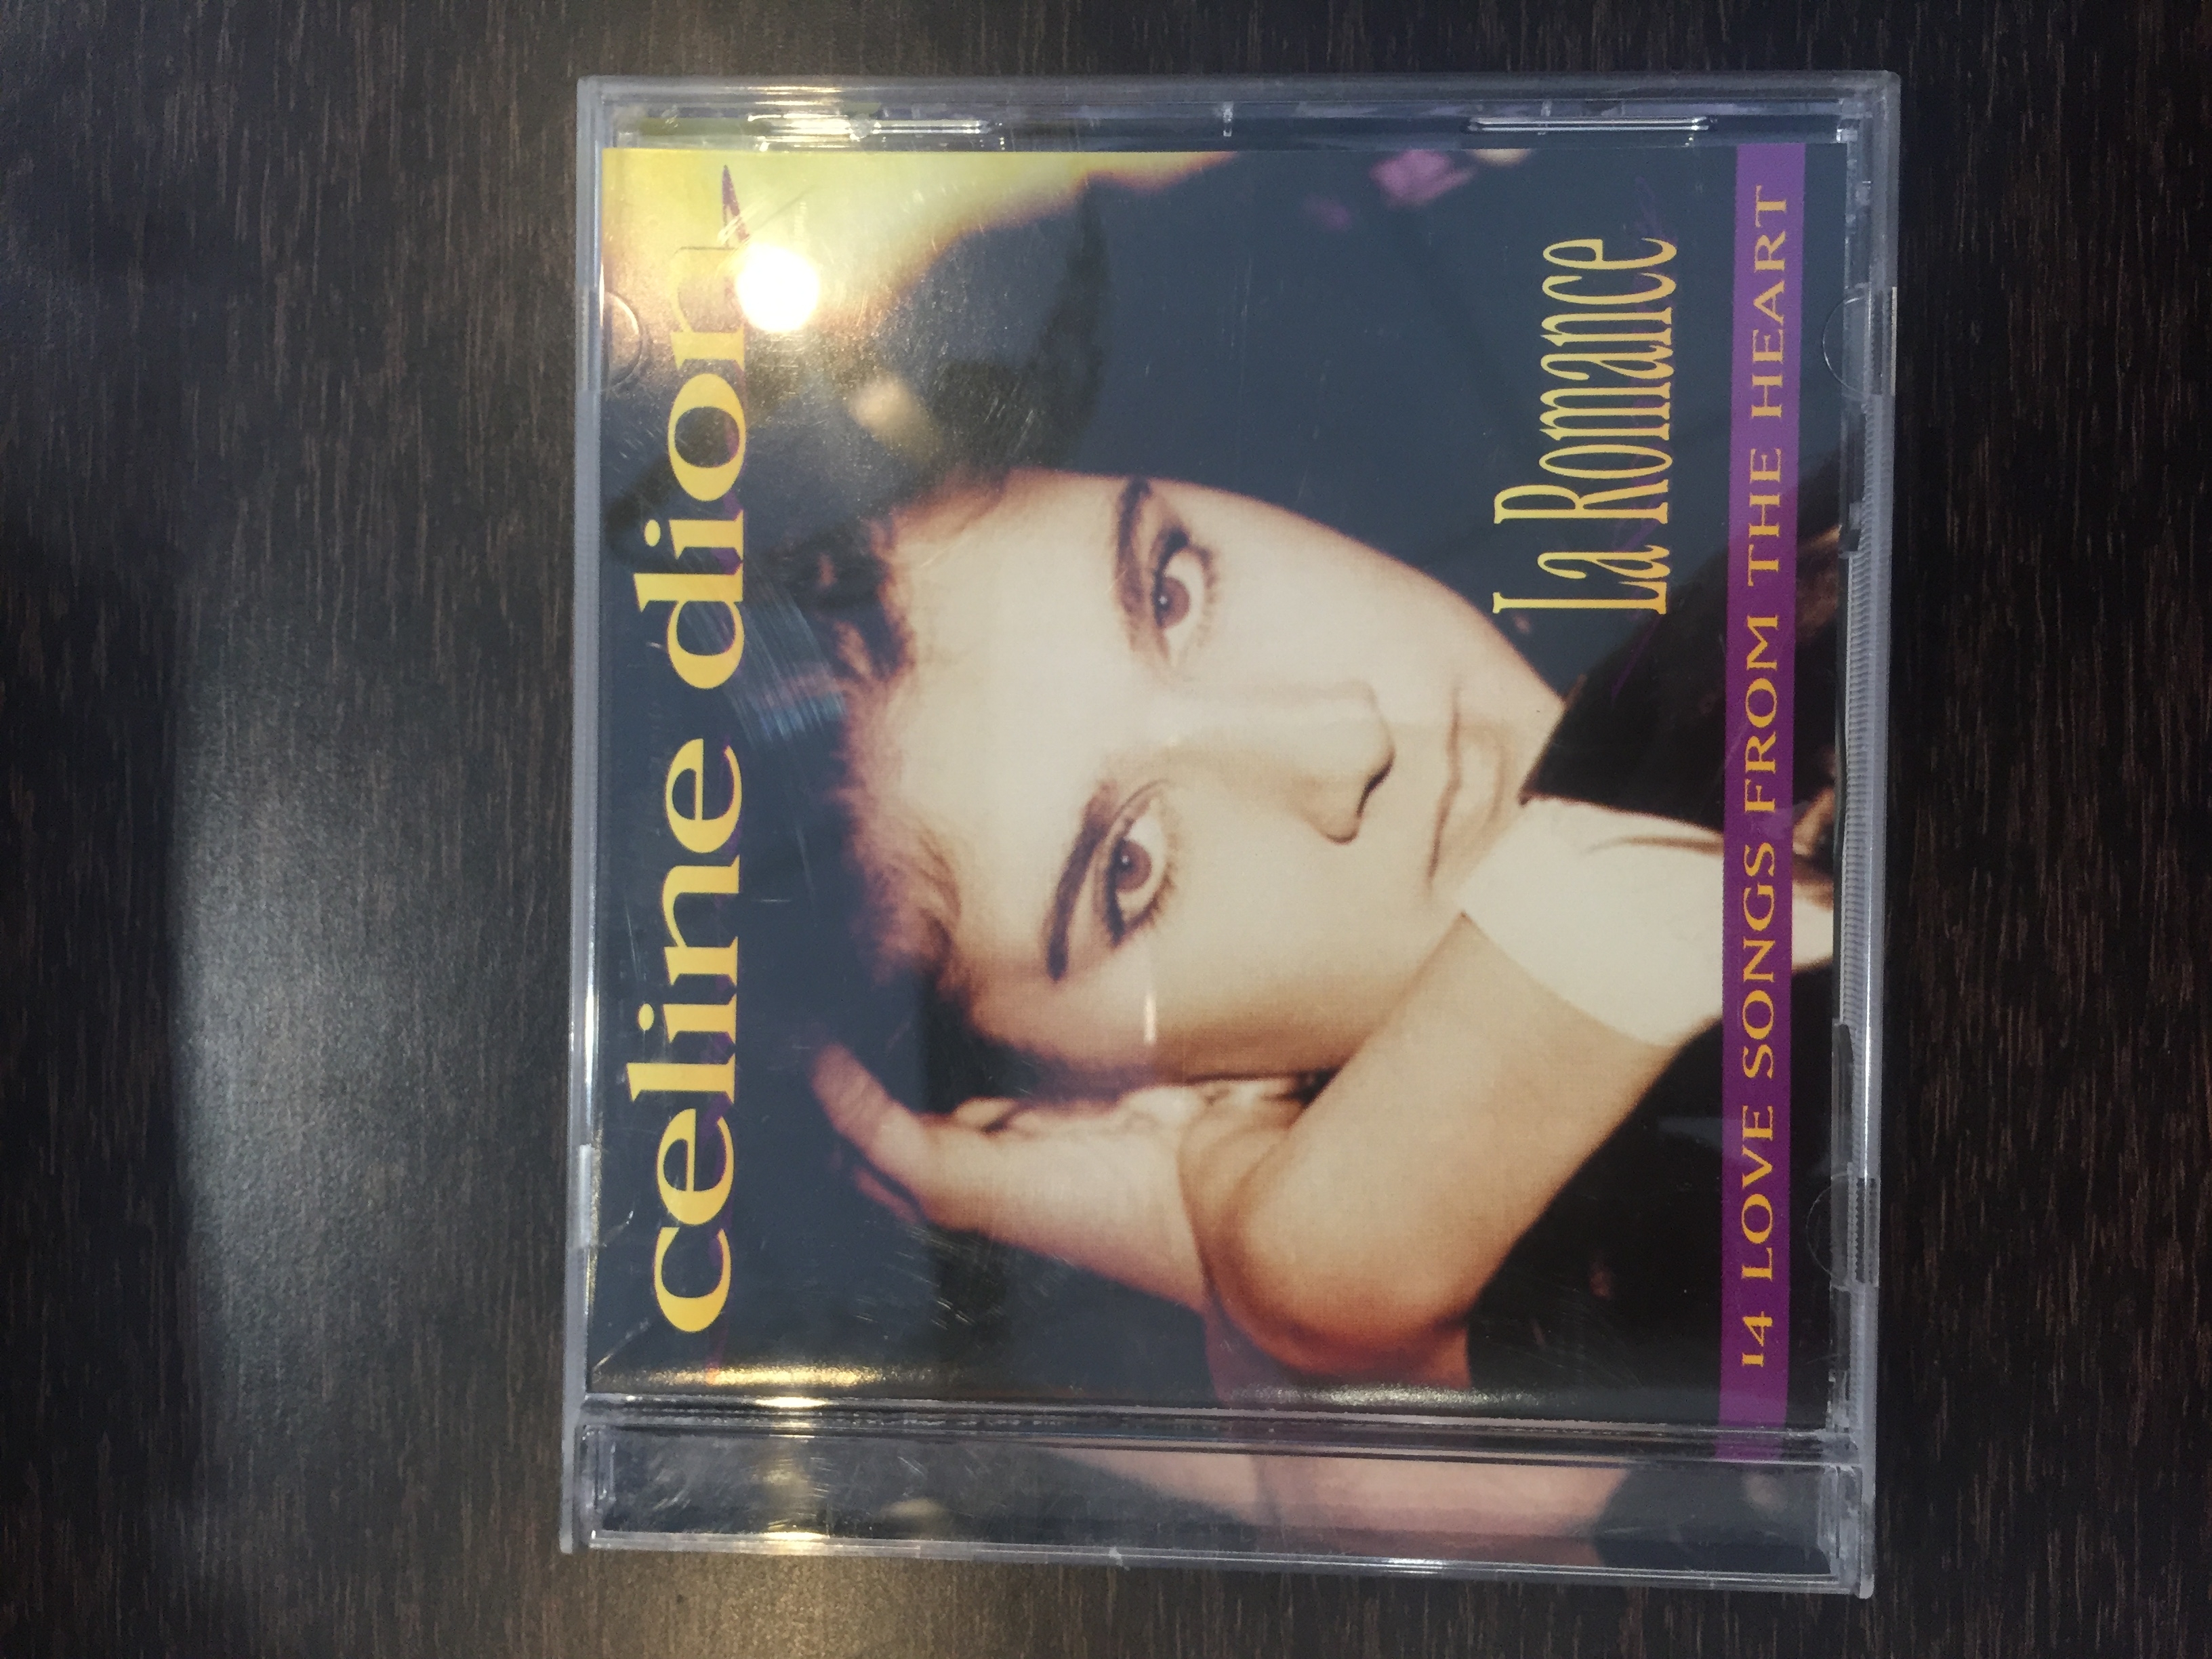 celine dion
La Romance
14 LOVE SONGS FROM THE HEART